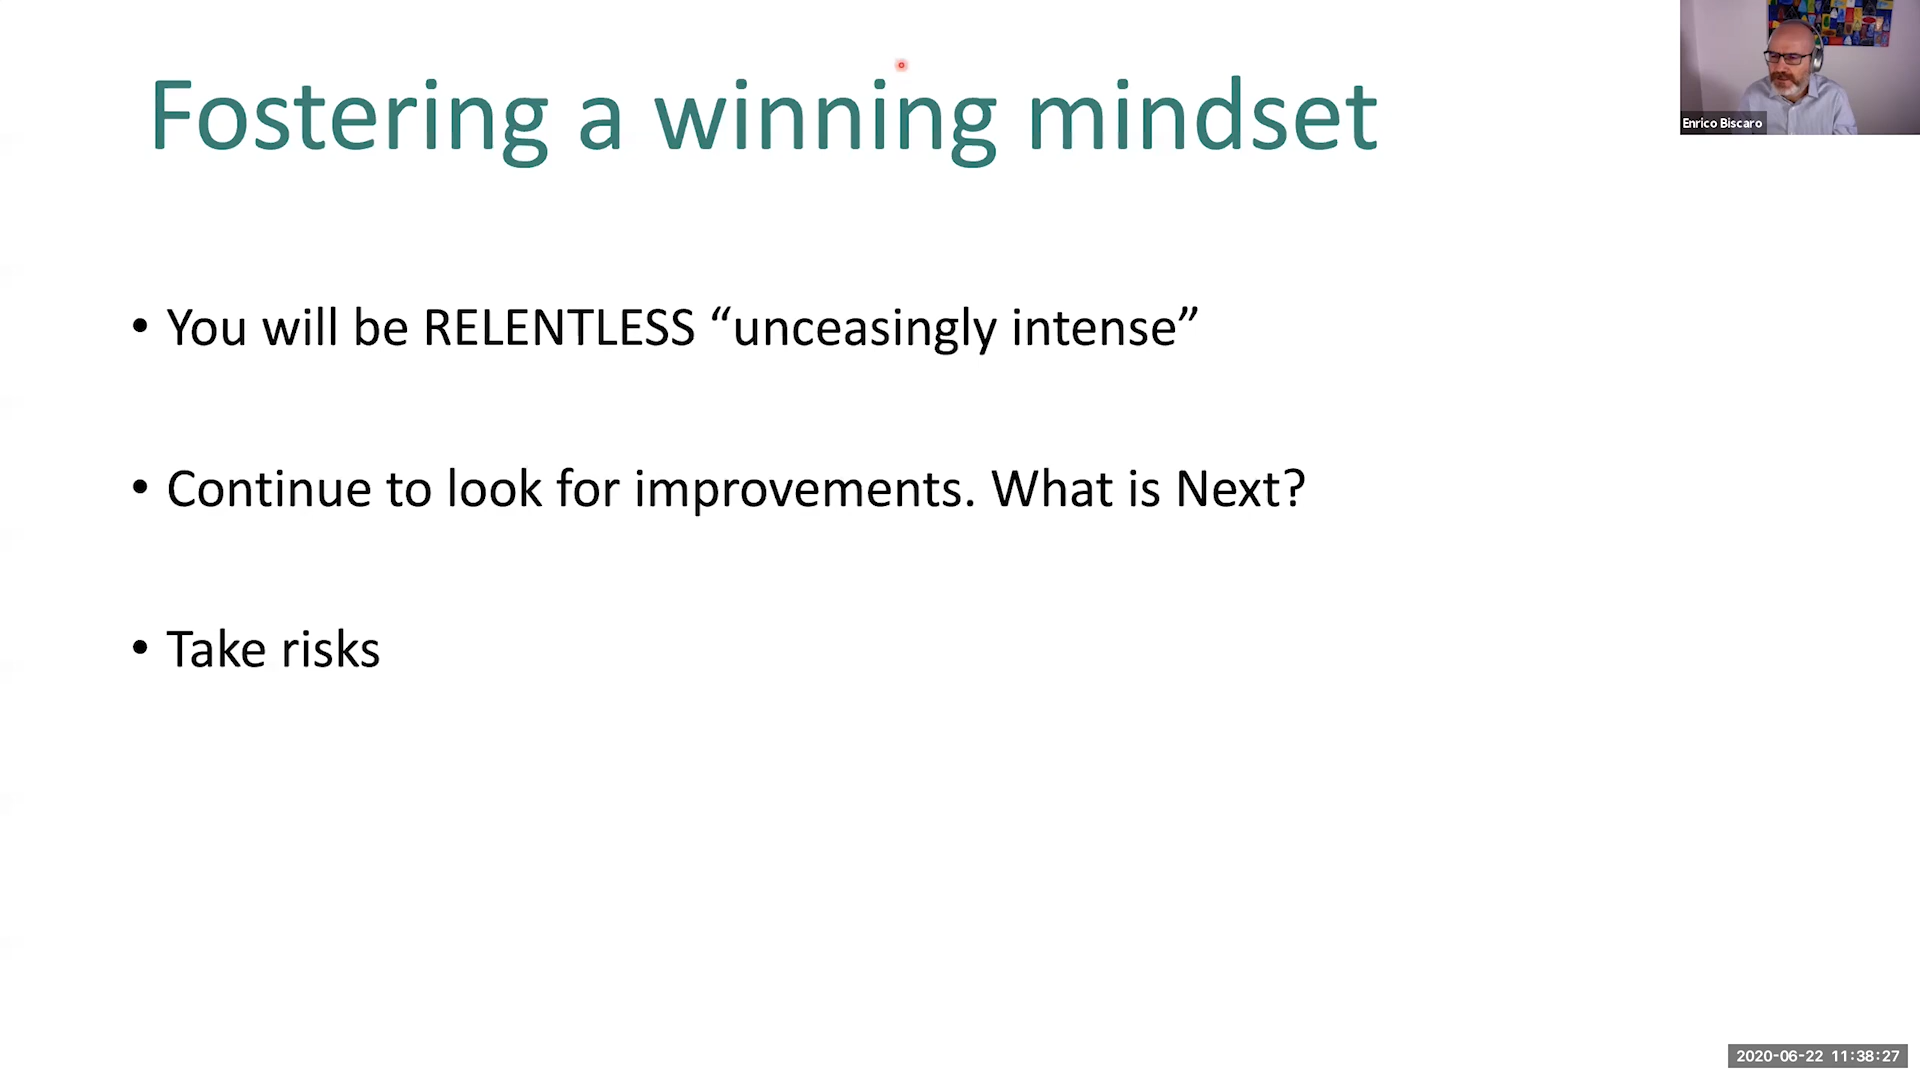 Fostering a winning mindset
Enrico Biscaro
• You will be RELENTLESS “unceasingly intense”
• Continue to look for improvements. What is Next?
• Take risks
2020-06-22 11:38:27